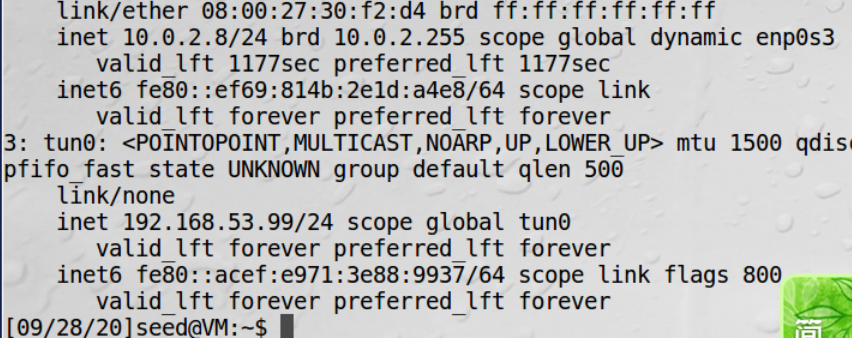 link/ether 08:00:27:30:f2:d4 brd ff:ff:ff:ff:ff:ff
inet 10.0.2.8/24 brd 10.0.2.255 scope global dynamic enp0s3
valid_lft 1177sec preferred_lft 1177sec
inet6 fe80::ef69:814b:2e1d:a4e8/64 scope link
valid_lft forever preferred_lft forever
3: tun0: <POINTOPOINT,MULTICAST,NOARP,UP,LOWER_UP> mtu 1500 qdisc
pfifo_fast state UNKNOWN group default qlen 500
link/none
inet 192.168.53.99/24 scope global tun0
valid_lft forever preferred_lft forever
inet6 fe80::acef:e971:3e88:9937/64 scope link flags 800
valid_lft forever preferred_lft forever
[09/28/20]seed@VM:~$
简